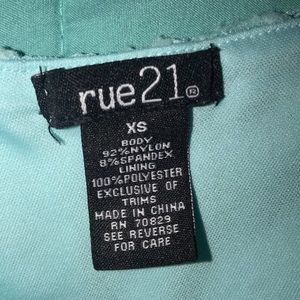 rue21®
XS
BODY
92%NYLON
8%SPANDEX
LINING
100%POLYESTER
EXCLUSIVE OF
TRIMS
MADE IN CHINA
RN 70829
SEE REVERSE
FOR CARE